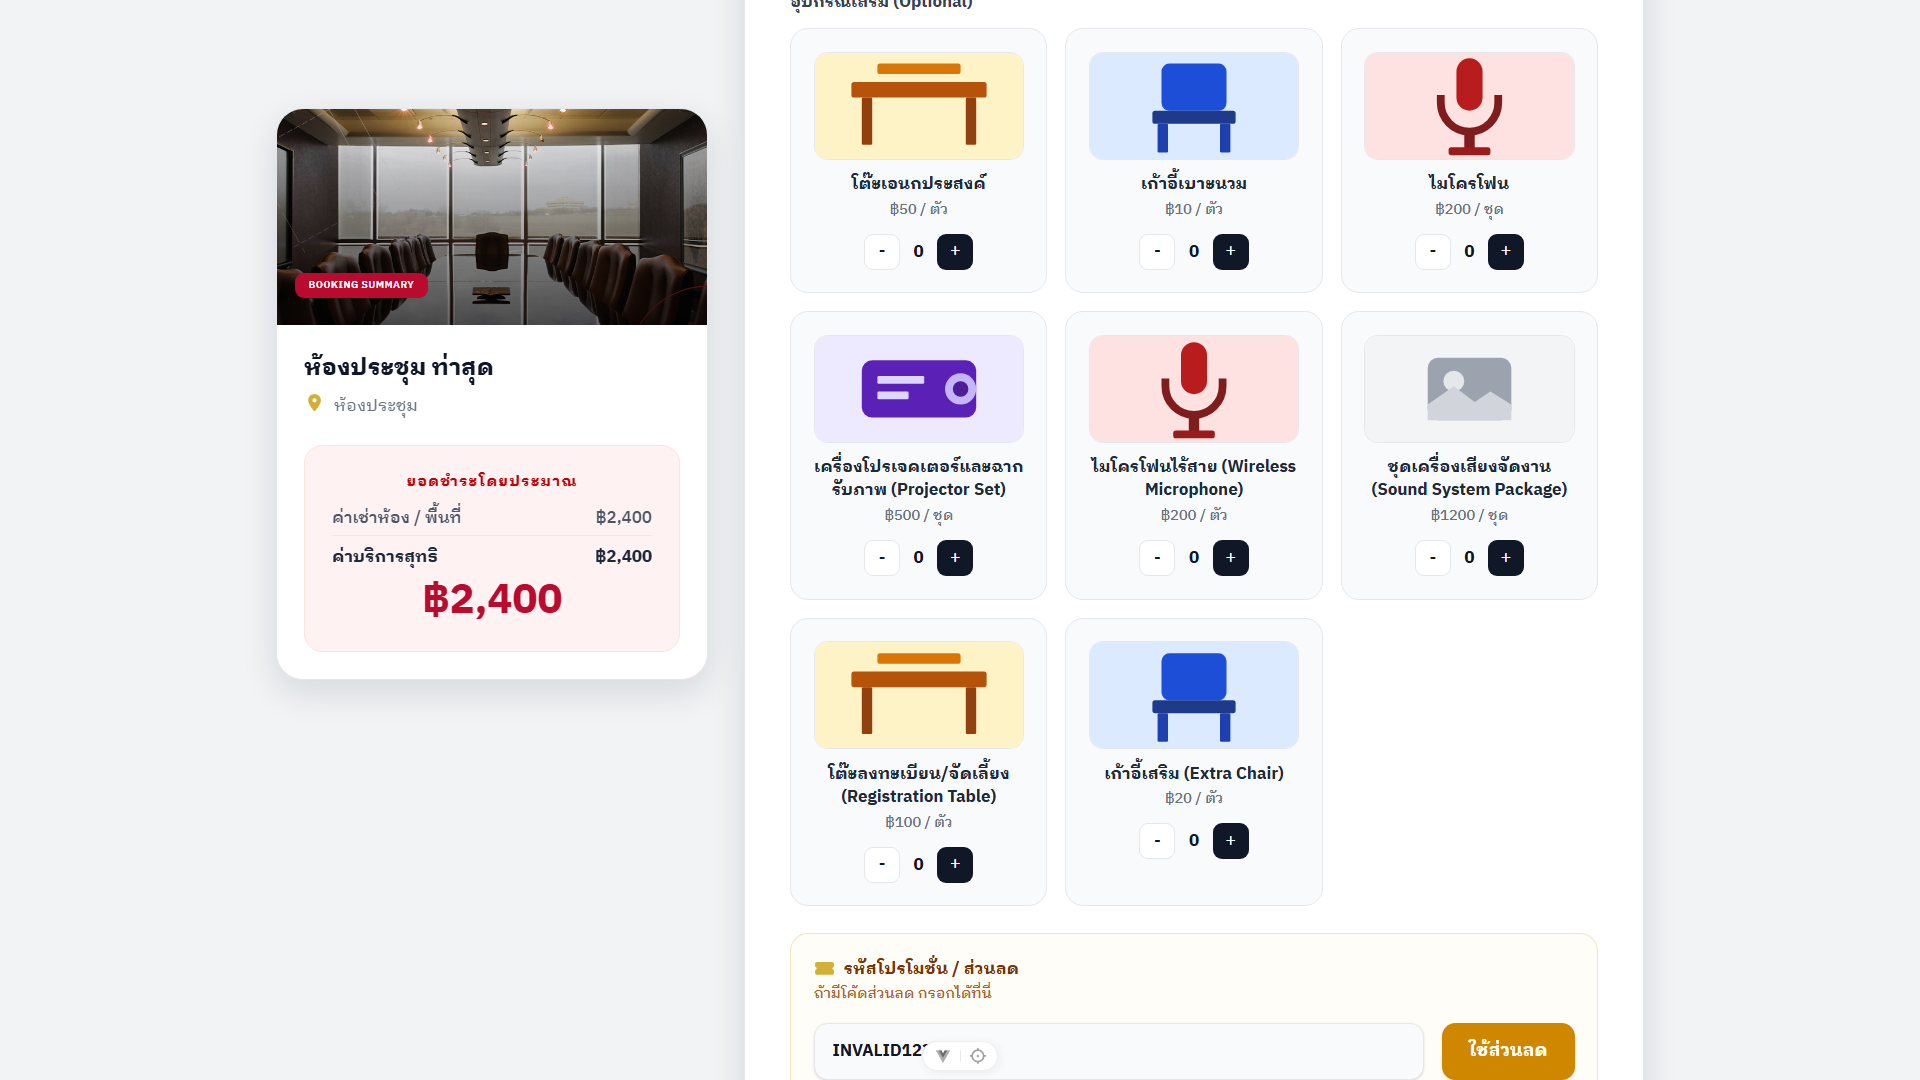 อุปกรณ์เสริม (Optional)
BOOKING SUMMARY
ห้องประชุม ท่าสุด
ห้องประชุม
ยอดชำระโดยประมาณ
ค่าเช่าห้อง / พื้นที่ ฿2,400
ค่าบริการสุทธิ ฿2,400
฿2,400
โต๊ะเอนกประสงค์
฿50 / ตัว
- 0 +
เก้าอี้เบาะนวม
฿10 / ตัว
- 0 +
ไมโครโฟน
฿200 / ชุด
- 0 +
เครื่องโปรเจคเตอร์และฉาก
รับภาพ (Projector Set)
฿500 / ชุด
- 0 +
ไมโครโฟนไร้สาย (Wireless
Microphone)
฿200 / ตัว
- 0 +
ชุดเครื่องเสียงจัดงาน
(Sound System Package)
฿1200 / ชุด
- 0 +
โต๊ะลงทะเบียน/จัดเลี้ยง
(Registration Table)
฿100 / ตัว
- 0 +
เก้าอี้เสริม (Extra Chair)
฿20 / ตัว
- 0 +
รหัสโปรโมชั่น / ส่วนลด
ถ้ามีโค้ดส่วนลด กรอกได้ที่นี่
INVALID12
ใช้ส่วนลด